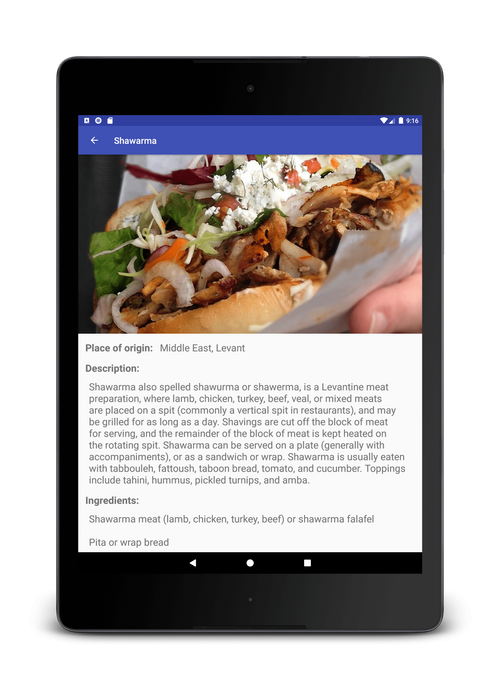 9:16
Shawarma
Place of origin: Middle East, Levant
Description:
Shawarma also spelled shawurma or shawerma, is a Levantine meat
preparation, where lamb, chicken, turkey, beef, veal, or mixed meats
are placed on a spit (commonly a vertical spit in restaurants), and may
be grilled for as long as a day. Shavings are cut off the block of meat
for serving, and the remainder of the block of meat is kept heated on
the rotating spit. Shawarma can be served on a plate (generally with
accompaniments), or as a sandwich or wrap. Shawarma is usually eaten
with tabbouleh, fattoush, taboon bread, tomato, and cucumber. Toppings
include tahini, hummus, pickled turnips, and amba.
Ingredients:
Shawarma meat (lamb, chicken, turkey, beef) or shawarma falafel
Pita or wrap bread